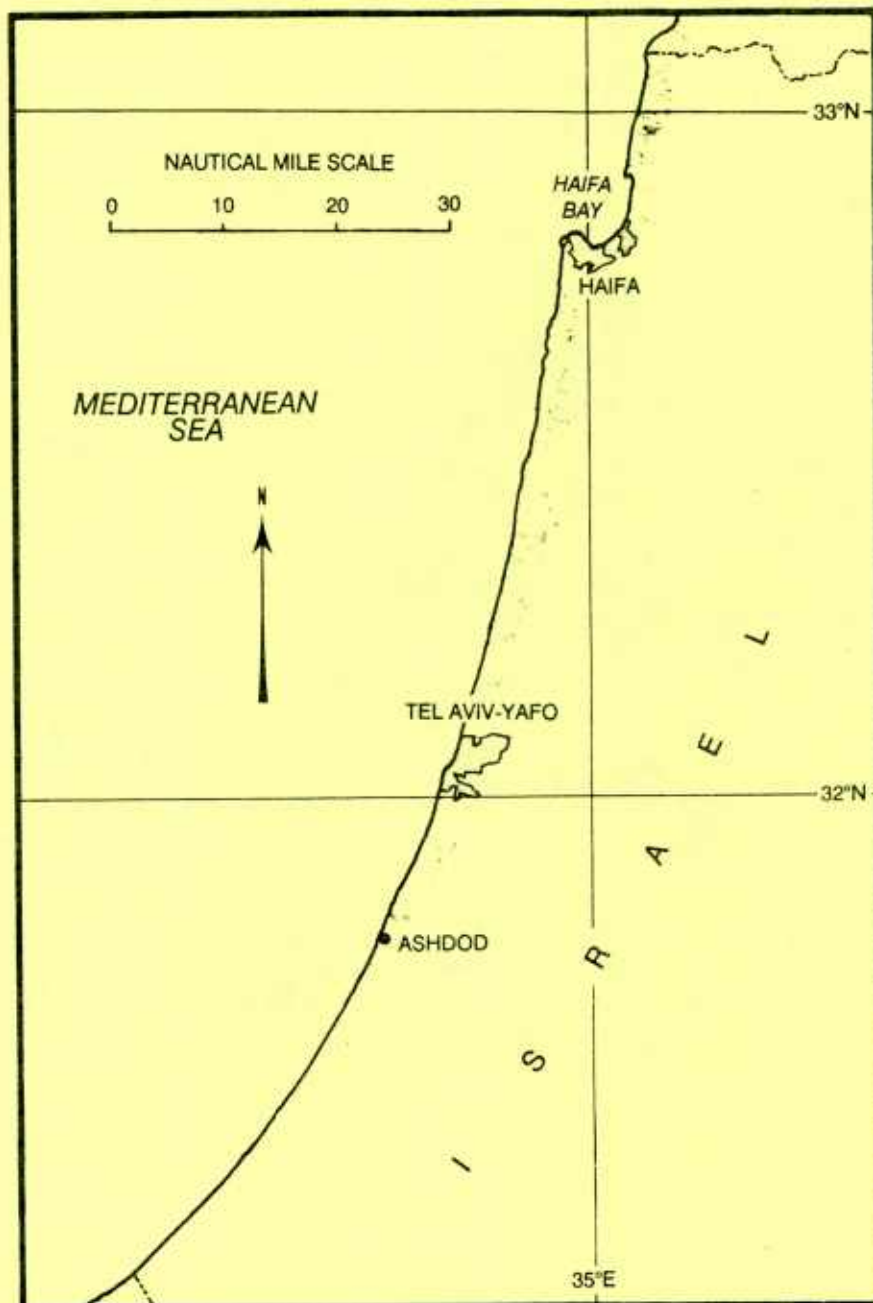 33°N
NAUTICAL MILE SCALE
0 10 20 30
HAIFA
BAY
HAIFA
MEDITERRANEAN
SEA
N
TEL AVIV-YAFO
32°N
ASHDOD
ISRAEL
35°E